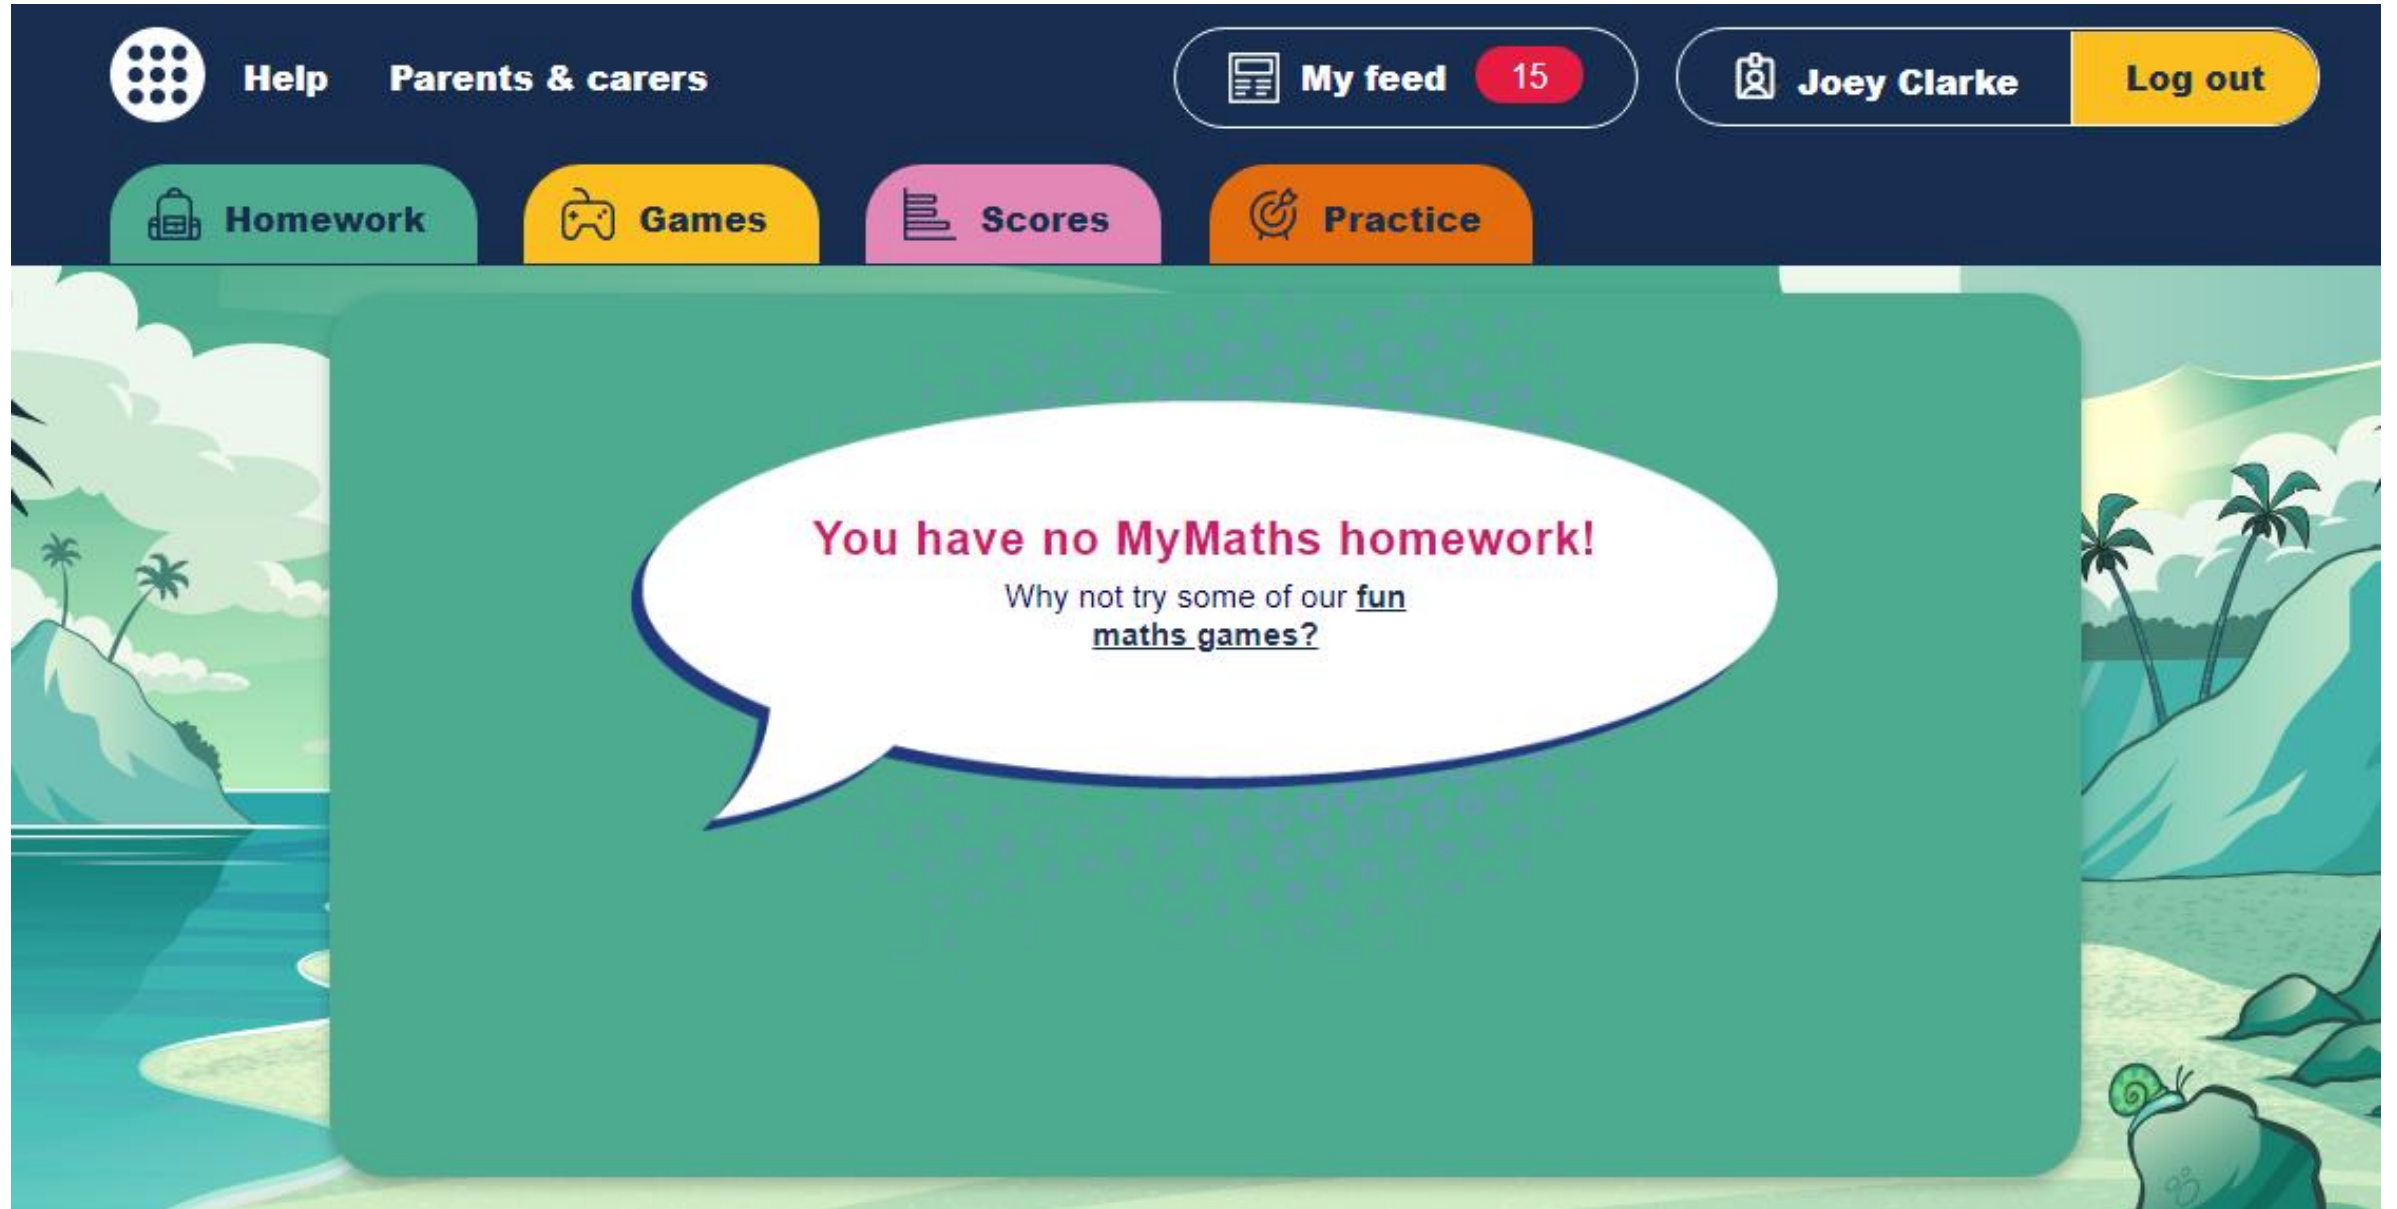 Help Parents & carers My feed 15 Joey Clarke Log out
Homework Games Scores Practice
You have no MyMaths homework!
Why not try some of our fun
maths games?